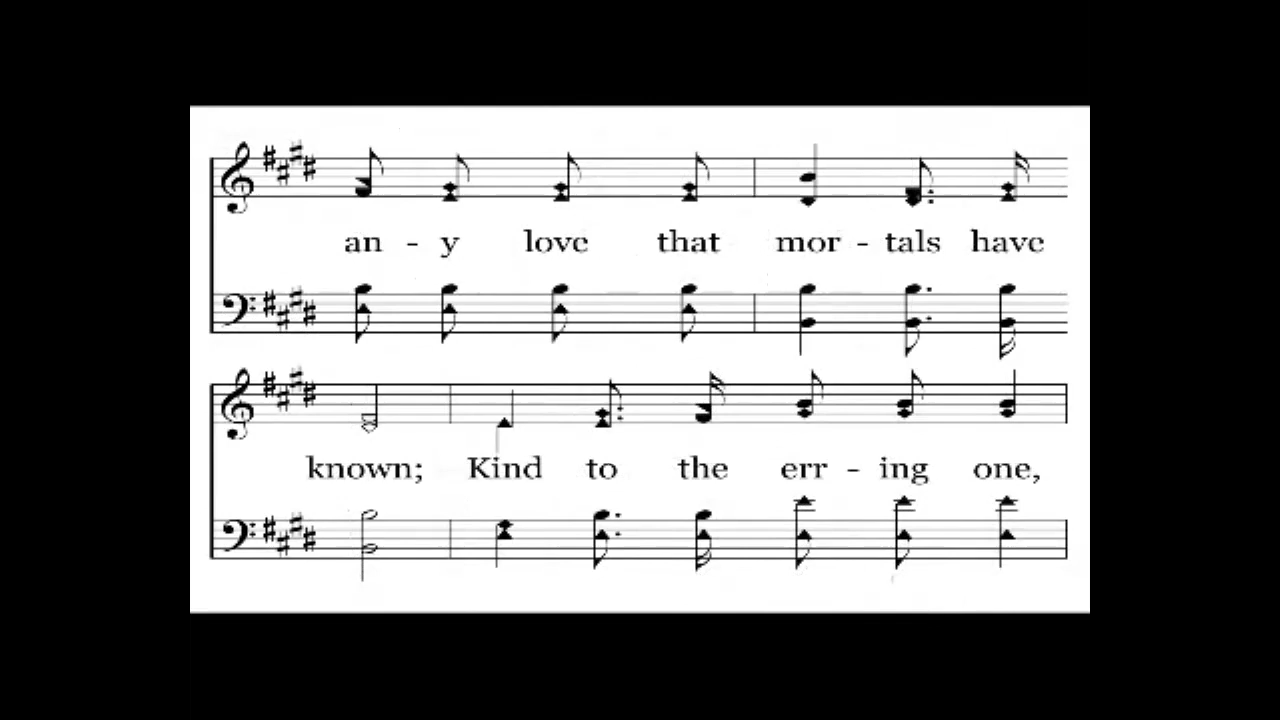 an - y love that mor - tals have
known; Kind to the err - ing one,